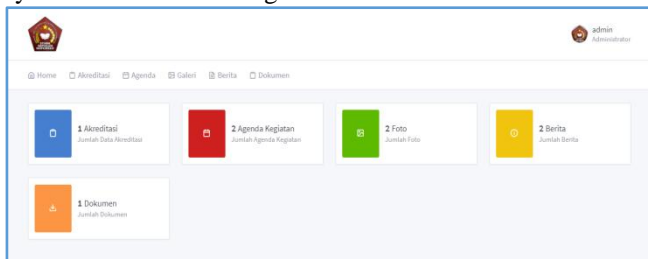 admin
Administrator
Home Akreditasi Agenda Galeri Berita Dokumen
1 Akreditasi
Jumlah Data Akreditasi
2 Agenda Kegiatan
Jumlah Agenda Kegiatan
2 Foto
Jumlah Foto
2 Berita
Jumlah Berita
1 Dokumen
Jumlah Dokumen